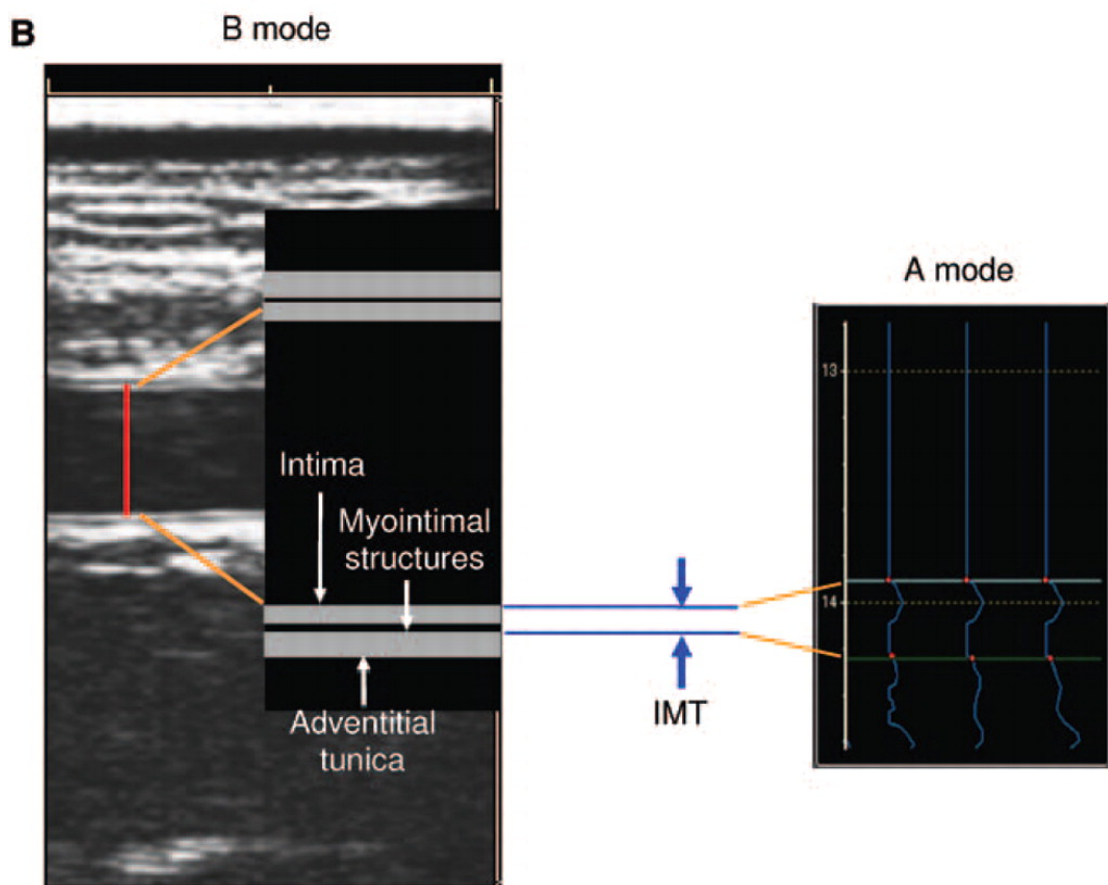 B
B mode
A mode
13
Intima
Myointimal
structures
14
IMT
Adventitial
tunica